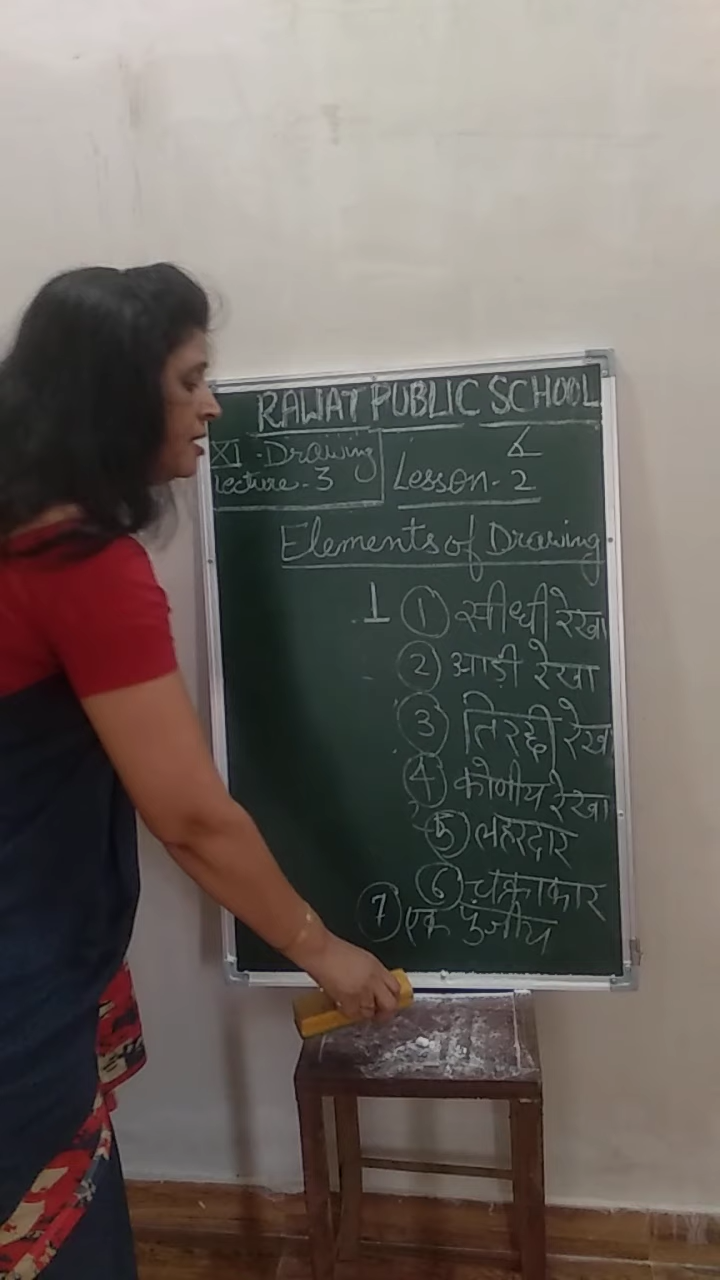 RAWAT PUBLIC SCHOOL
XI - Drawing
Lecture - 3
Lesson - 2
Elements of Drawing
1 ① सीधी रेखा
② आड़ी रेखा
③ तिरछी रेखा
④ कोणीय रेखा
⑤ लहरदार
⑥ चक्राकार
⑦ एक पुंजीय